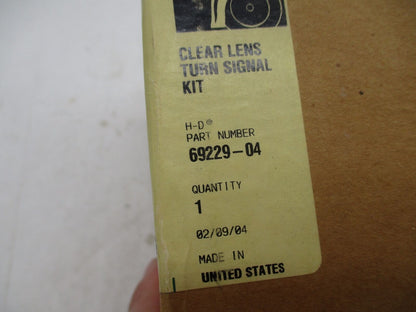 CLEAR LENS
TURN SIGNAL
KIT
H-D®
PART NUMBER
69229-04
QUANTITY
1
02/09/04
MADE IN
UNITED STATES